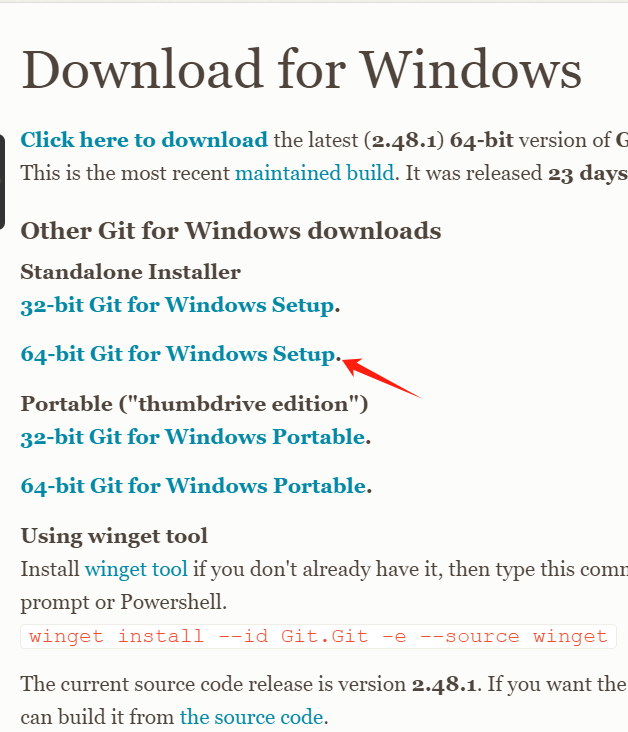 Download for Windows
Click here to download the latest (2.48.1) 64-bit version of G
This is the most recent maintained build. It was released 23 days
Other Git for Windows downloads
Standalone Installer
32-bit Git for Windows Setup.
64-bit Git for Windows Setup.
Portable ("thumbdrive edition")
32-bit Git for Windows Portable.
64-bit Git for Windows Portable.
Using winget tool
Install winget tool if you don't already have it, then type this comm
prompt or Powershell.
winget install --id Git.Git -e --source winget
The current source code release is version 2.48.1. If you want the
can build it from the source code.